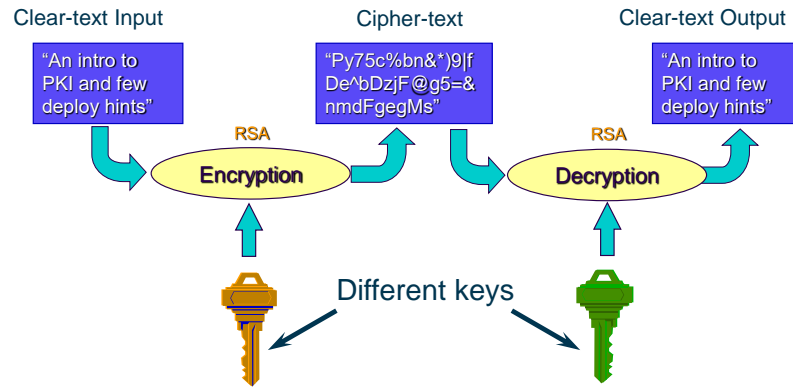 Clear-text Input
Cipher-text
Clear-text Output
“An intro to
PKI and few
deploy hints”
“Py75c%bn&*)9|f
De^bDzjF@g5=&
nmdFgegMs”
“An intro to
PKI and few
deploy hints”
RSA
Encryption
RSA
Decryption
Different keys